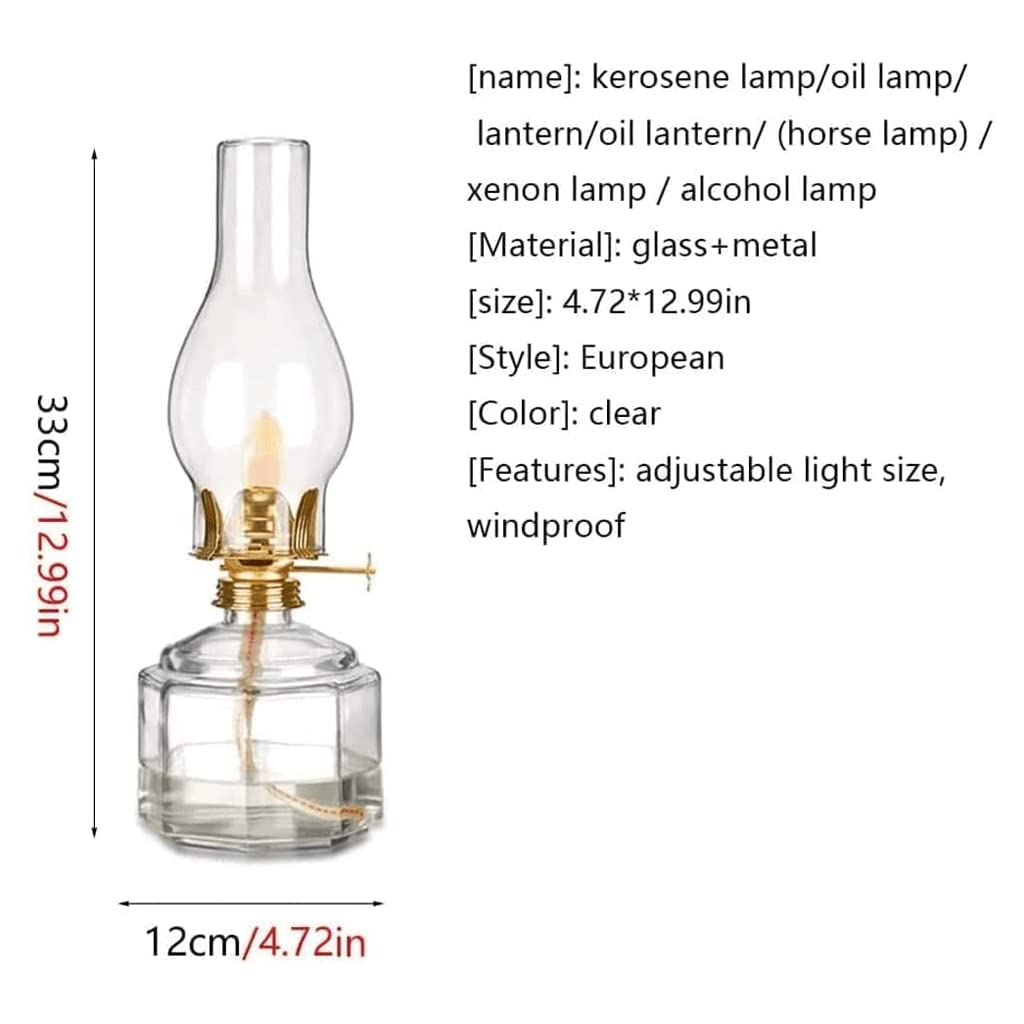 [name]: kerosene lamp/oil lamp/
lantern/oil lantern/ (horse lamp) /
xenon lamp / alcohol lamp
[Material]: glass+metal
[size]: 4.72*12.99in
[Style]: European
[Color]: clear
[Features]: adjustable light size,
windproof
33cm/12.99in
12cm/4.72in